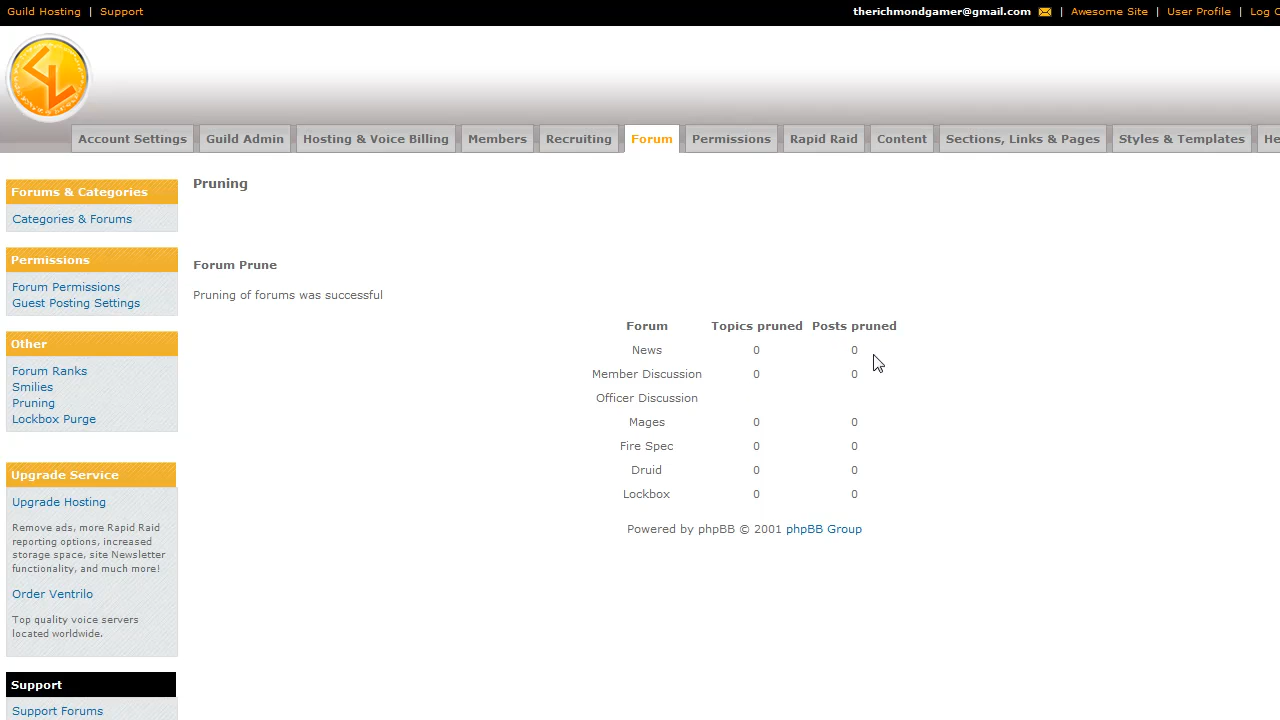 Guild Hosting | Support
therichmondgamer@gmail.com | Awesome Site | User Profile | Log
Account Settings Guild Admin Hosting & Voice Billing Members Recruiting Forum Permissions Rapid Raid Content Sections, Links & Pages Styles & Templates He
Forums & Categories
Categories & Forums
Permissions
Forum Permissions
Guest Posting Settings
Other
Forum Ranks
Smilies
Pruning
Lockbox Purge
Upgrade Service
Upgrade Hosting
Remove ads, more Rapid Raid
reporting options, increased
storage space, site Newsletter
functionality, and much more!
Order Ventrilo
Top quality voice servers
located worldwide.
Support
Support Forums
Pruning
Forum Prune
Pruning of forums was successful
Forum Topics pruned Posts pruned
News 0 0
Member Discussion 0 0
Officer Discussion
Mages 0 0
Fire Spec 0 0
Druid 0 0
Lockbox 0 0
Powered by phpBB © 2001 phpBB Group